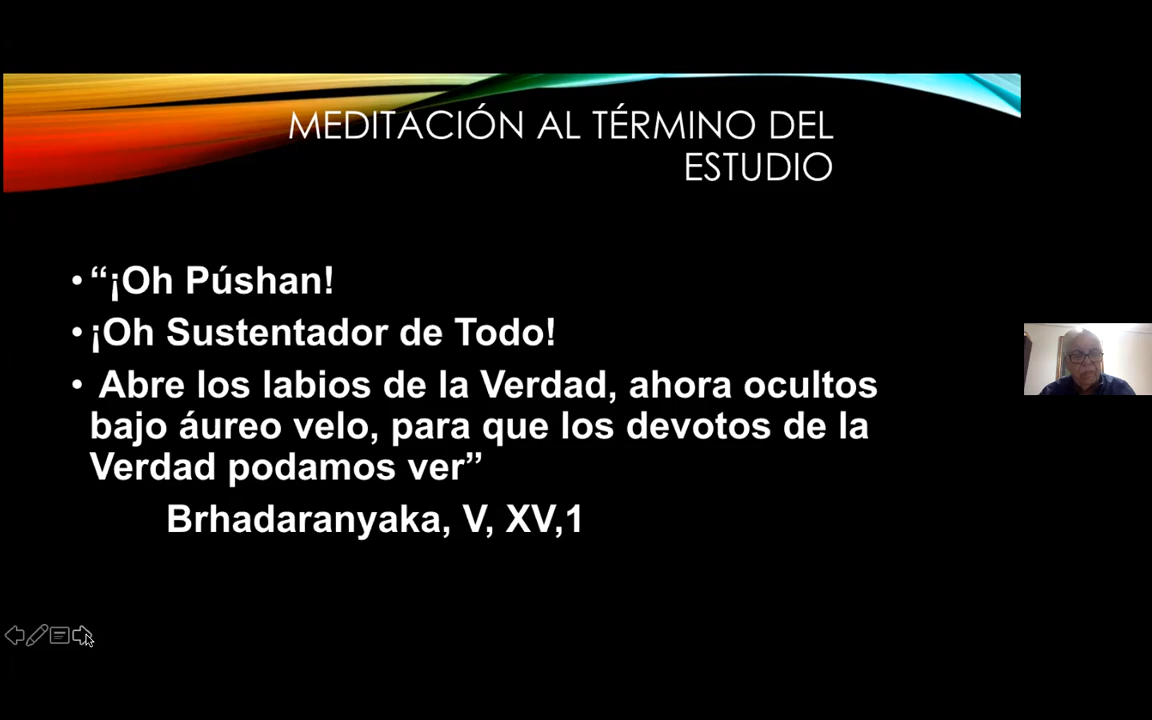 MEDITACIÓN AL TÉRMINO DEL
ESTUDIO
• “¡Oh Púshan!
• ¡Oh Sustentador de Todo!
• Abre los labios de la Verdad, ahora ocultos
bajo áureo velo, para que los devotos de la
Verdad podamos ver”
Brhadaranyaka, V, XV,1